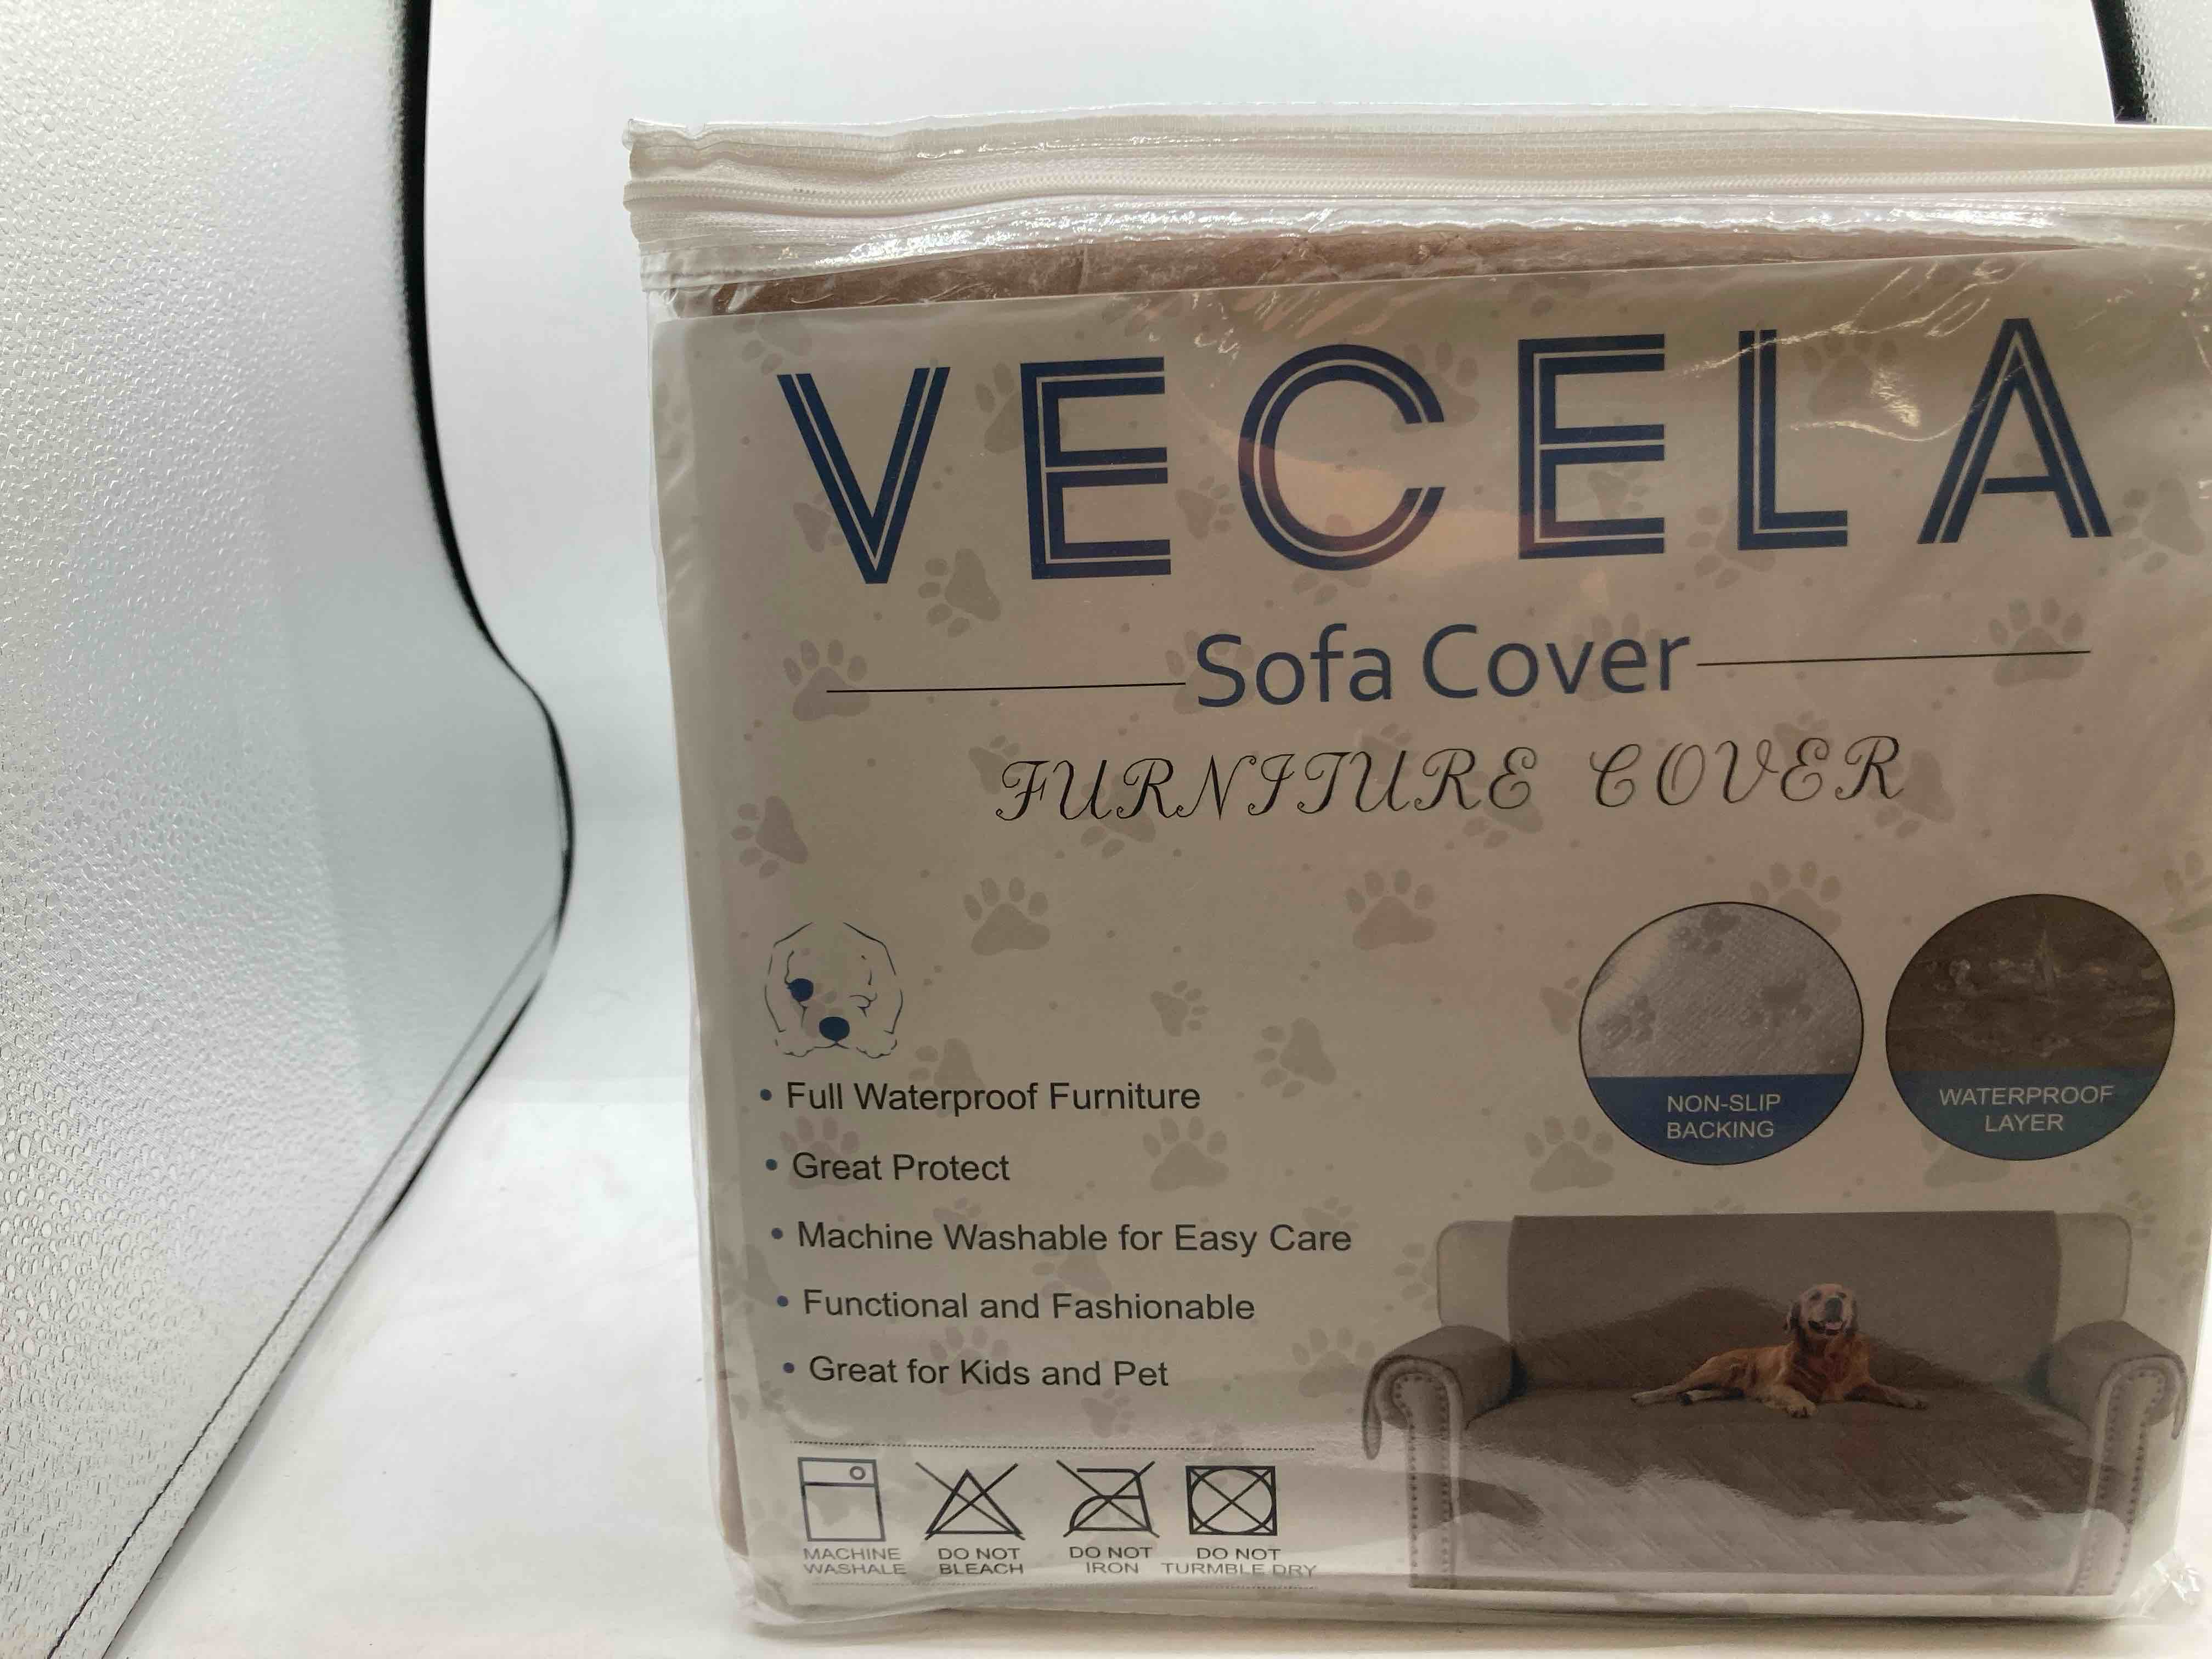 VECELA
Sofa Cover
FURNITURE COVER
NON-SLIP
BACKING
WATERPROOF
LAYER
• Full Waterproof Furniture
• Great Protect
• Machine Washable for Easy Care
• Functional and Fashionable
• Great for Kids and Pet
MACHINE
WASHALE
DO NOT
BLEACH
DO NOT
IRON
DO NOT
TURMBLE DRY